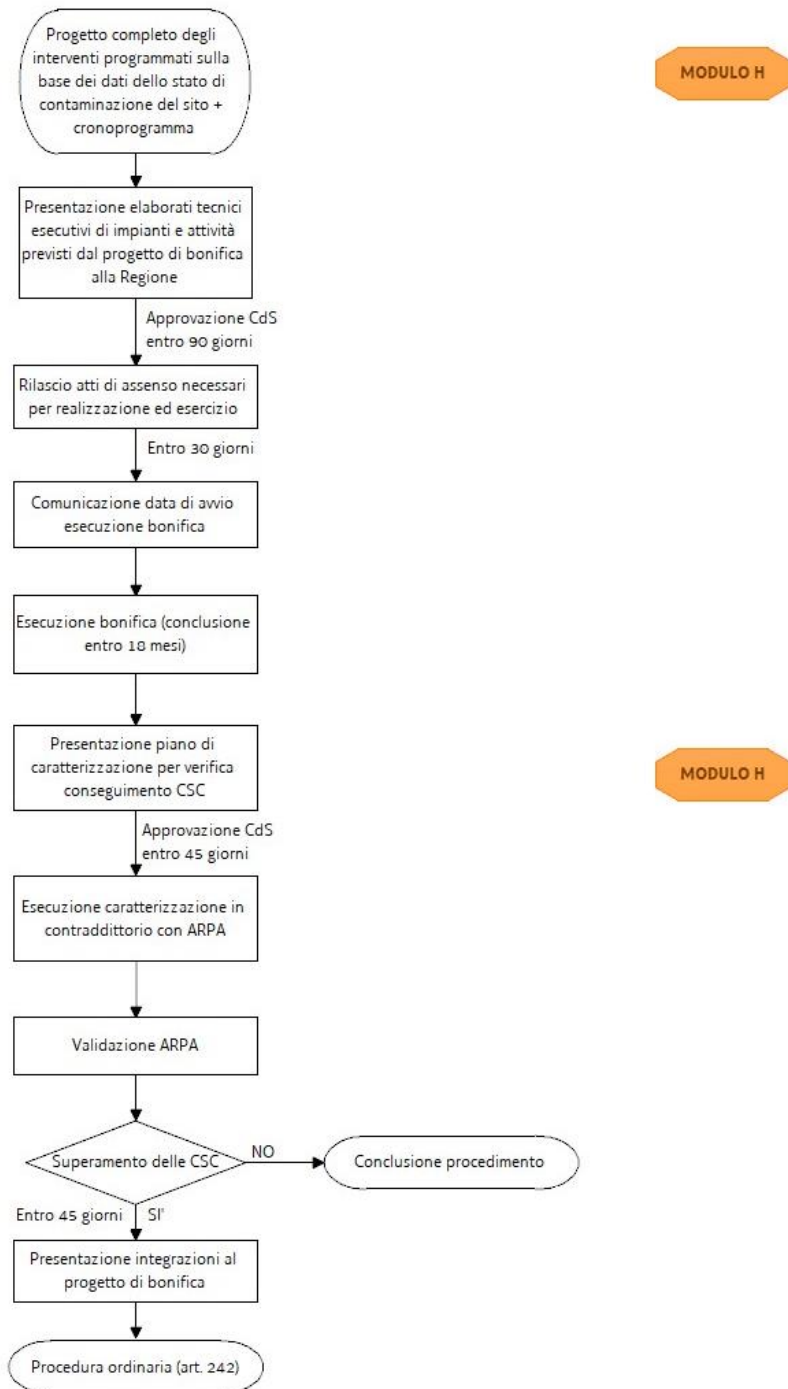 Progetto completo degli
interventi programmati sulla
base dei dati dello stato di
contaminazione del sito +
cronoprogramma
MODULO H
Presentazione elaborati tecnici
esecutivi di impianti e attività
previsti dal progetto di bonifica
alla Regione
Approvazione CdS
entro 90 giorni
Rilascio atti di assenso necessari
per realizzazione ed esercizio
Entro 30 giorni
Comunicazione data di avvio
esecuzione bonifica
Esecuzione bonifica (conclusione
entro 18 mesi)
Presentazione piano di
caratterizzazione per verifica
conseguimento CSC
MODULO H
Approvazione CdS
entro 45 giorni
Esecuzione caratterizzazione in
contraddittorio con ARPA
Validazione ARPA
Superamento delle CSC
NO
Conclusione procedimento
Entro 45 giorni
SI'
Presentazione integrazioni al
progetto di bonifica
Procedura ordinaria (art. 242)